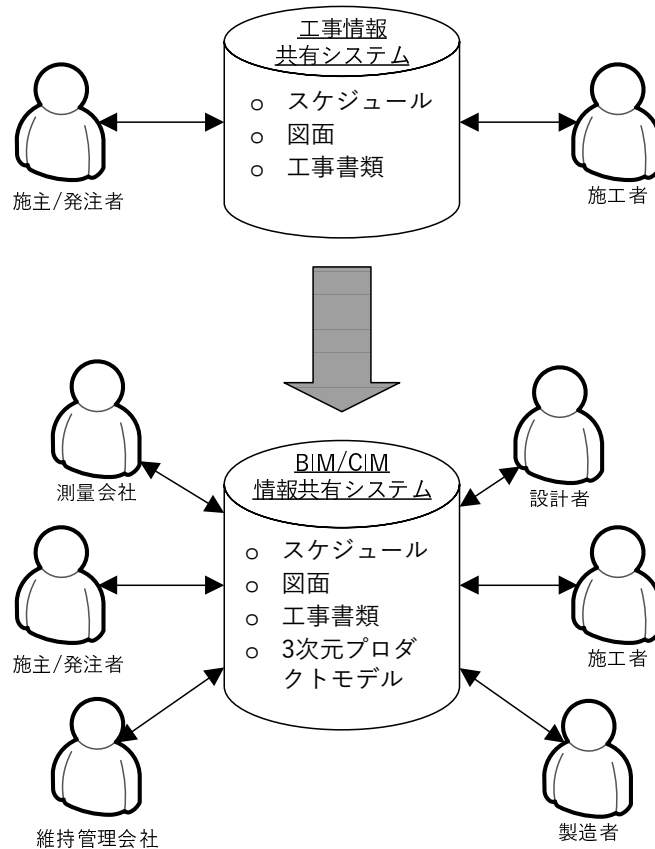 工事情報
共有システム
o スケジュール
o 図面
o 工事書類
施主/発注者
施工者
BIM/CIM
情報共有システム
測量会社
設計者
o スケジュール
o 図面
o 工事書類
o 3次元プロダ
クトモデル
施主/発注者
施工者
維持管理会社
製造者